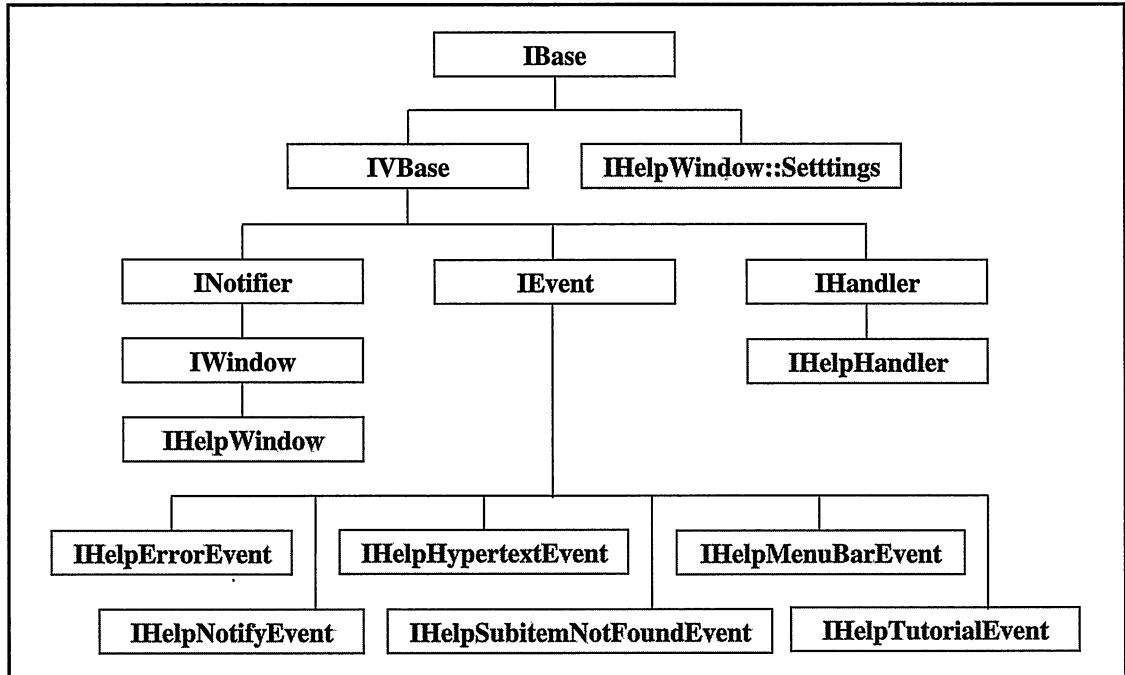 IBase
IVBase
IHelpWindow::Setttings
INotifier
IEvent
IHandler
IWindow
IHelpHandler
IHelpWindow
IHelpErrorEvent
IHelpHypertextEvent
IHelpMenuBarEvent
IHelpNotifyEvent
IHelpSubitemNotFoundEvent
IHelpTutorialEvent